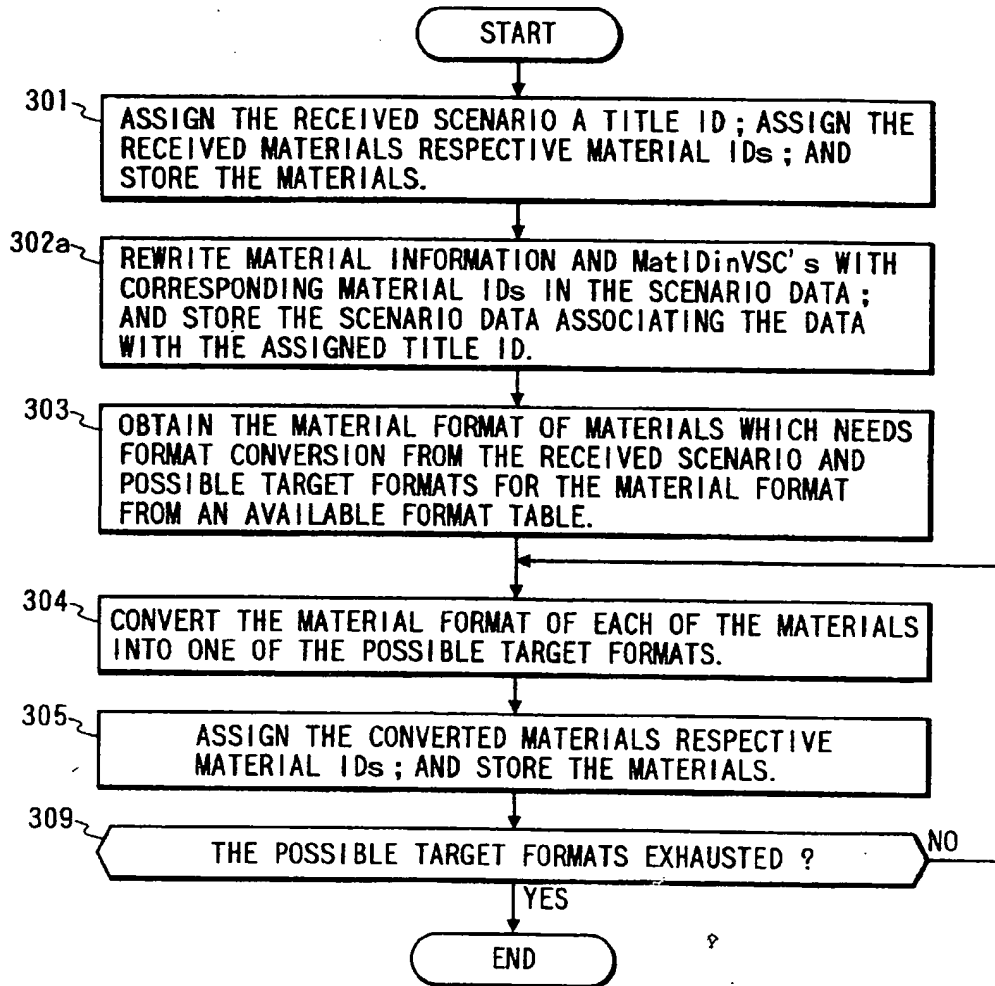 START
301
ASSIGN THE RECEIVED SCENARIO A TITLE ID; ASSIGN THE
RECEIVED MATERIALS RESPECTIVE MATERIAL IDs; AND
STORE THE MATERIALS.
302a
REWRITE MATERIAL INFORMATION AND MatIDinVSC's WITH
CORRESPONDING MATERIAL IDs IN THE SCENARIO DATA;
AND STORE THE SCENARIO DATA ASSOCIATING THE DATA
WITH THE ASSIGNED TITLE ID.
303
OBTAIN THE MATERIAL FORMAT OF MATERIALS WHICH NEEDS
FORMAT CONVERSION FROM THE RECEIVED SCENARIO AND
POSSIBLE TARGET FORMATS FOR THE MATERIAL FORMAT
FROM AN AVAILABLE FORMAT TABLE.
304
CONVERT THE MATERIAL FORMAT OF EACH OF THE MATERIALS
INTO ONE OF THE POSSIBLE TARGET FORMATS.
305
ASSIGN THE CONVERTED MATERIALS RESPECTIVE
MATERIAL IDs; AND STORE THE MATERIALS.
309
THE POSSIBLE TARGET FORMATS EXHAUSTED ?
NO
YES
END